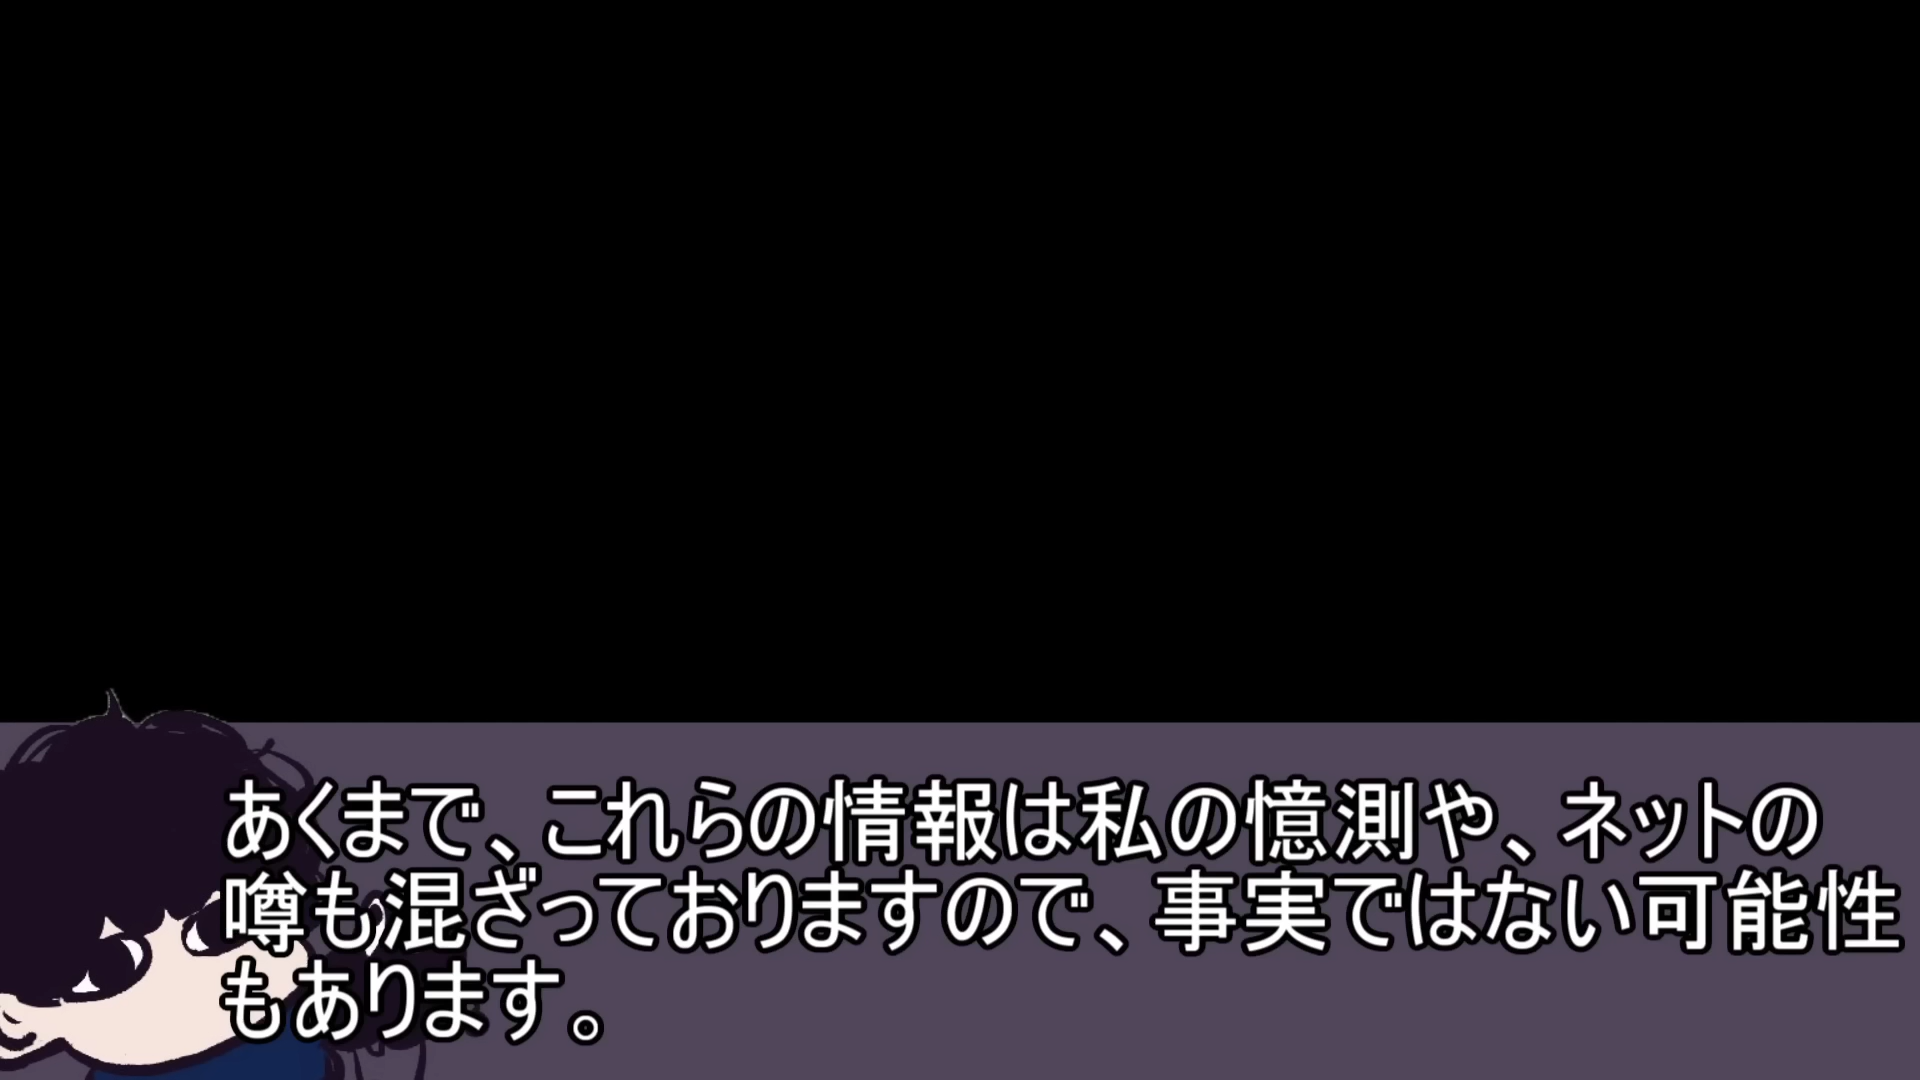 あくまで、これらの情報は私の憶測や、ネットの
噂も混ざっておりますので、事実ではない可能性
もあります。